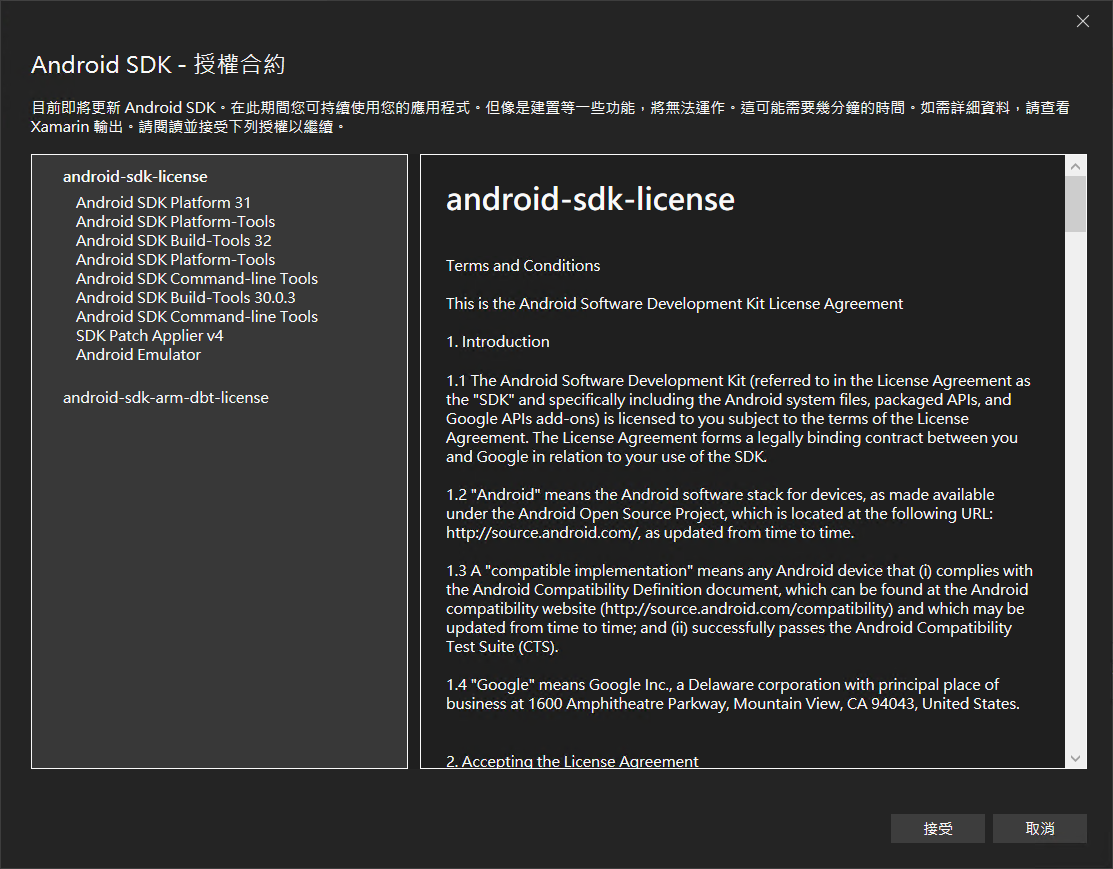 Android SDK - 授權合約
目前即將更新 Android SDK。在此期間您可持續使用您的應用程式。但像是建置等一些功能，將無法運作。這可能需要幾分鐘的時間。如需詳細資料，請查看
Xamarin 輸出。請閱讀並接受下列授權以繼續。
android-sdk-license
Android SDK Platform 31
Android SDK Platform-Tools
Android SDK Build-Tools 32
Android SDK Platform-Tools
Android SDK Command-line Tools
Android SDK Build-Tools 30.0.3
Android SDK Command-line Tools
SDK Patch Applier v4
Android Emulator
android-sdk-arm-dbt-license
android-sdk-license
Terms and Conditions
This is the Android Software Development Kit License Agreement
1. Introduction
1.1 The Android Software Development Kit (referred to in the License Agreement as
the "SDK" and specifically including the Android system files, packaged APIs, and
Google APIs add-ons) is licensed to you subject to the terms of the License
Agreement. The License Agreement forms a legally binding contract between you
and Google in relation to your use of the SDK.
1.2 "Android" means the Android software stack for devices, as made available
under the Android Open Source Project, which is located at the following URL:
http://source.android.com/, as updated from time to time.
1.3 A "compatible implementation" means any Android device that (i) complies with
the Android Compatibility Definition document, which can be found at the Android
compatibility website (http://source.android.com/compatibility) and which may be
updated from time to time; and (ii) successfully passes the Android Compatibility
Test Suite (CTS).
1.4 "Google" means Google Inc., a Delaware corporation with principal place of
business at 1600 Amphitheatre Parkway, Mountain View, CA 94043, United States.
2. Accepting the License Agreement
接受
取消